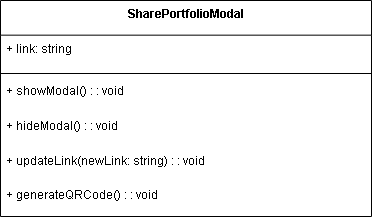 SharePortfolioModal
+ link: string
+ showModal() : : void
+ hideModal() : : void
+ updateLink(newLink: string) : : void
+ generateQRCode() : : void